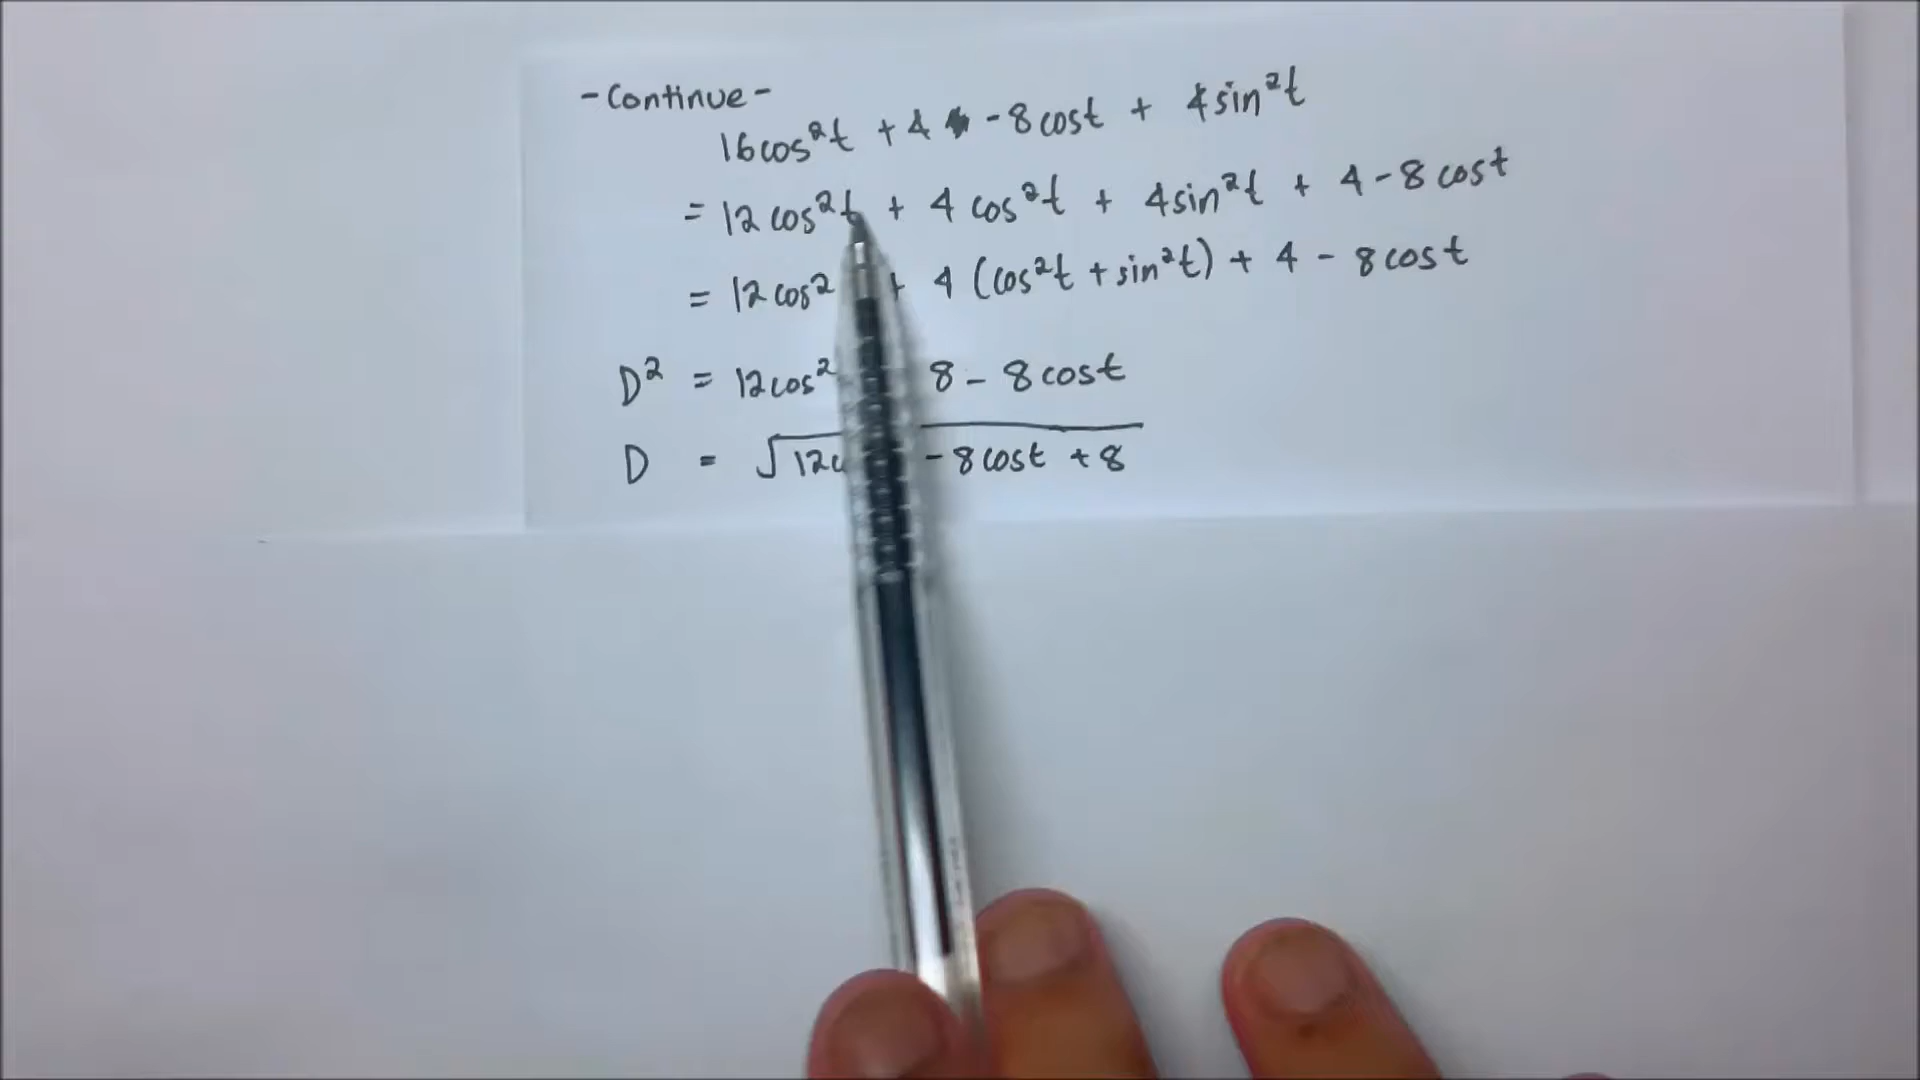 -Continue-
16cos²t + 4 - 8cost + 4sin²t
= 12cos²t + 4cos²t + 4sin²t + 4 - 8cost
= 12cos² + 4(cos²t + sin²t) + 4 - 8cost
D² = 12cos² 8 - 8cost
D = √12c - 8cost + 8